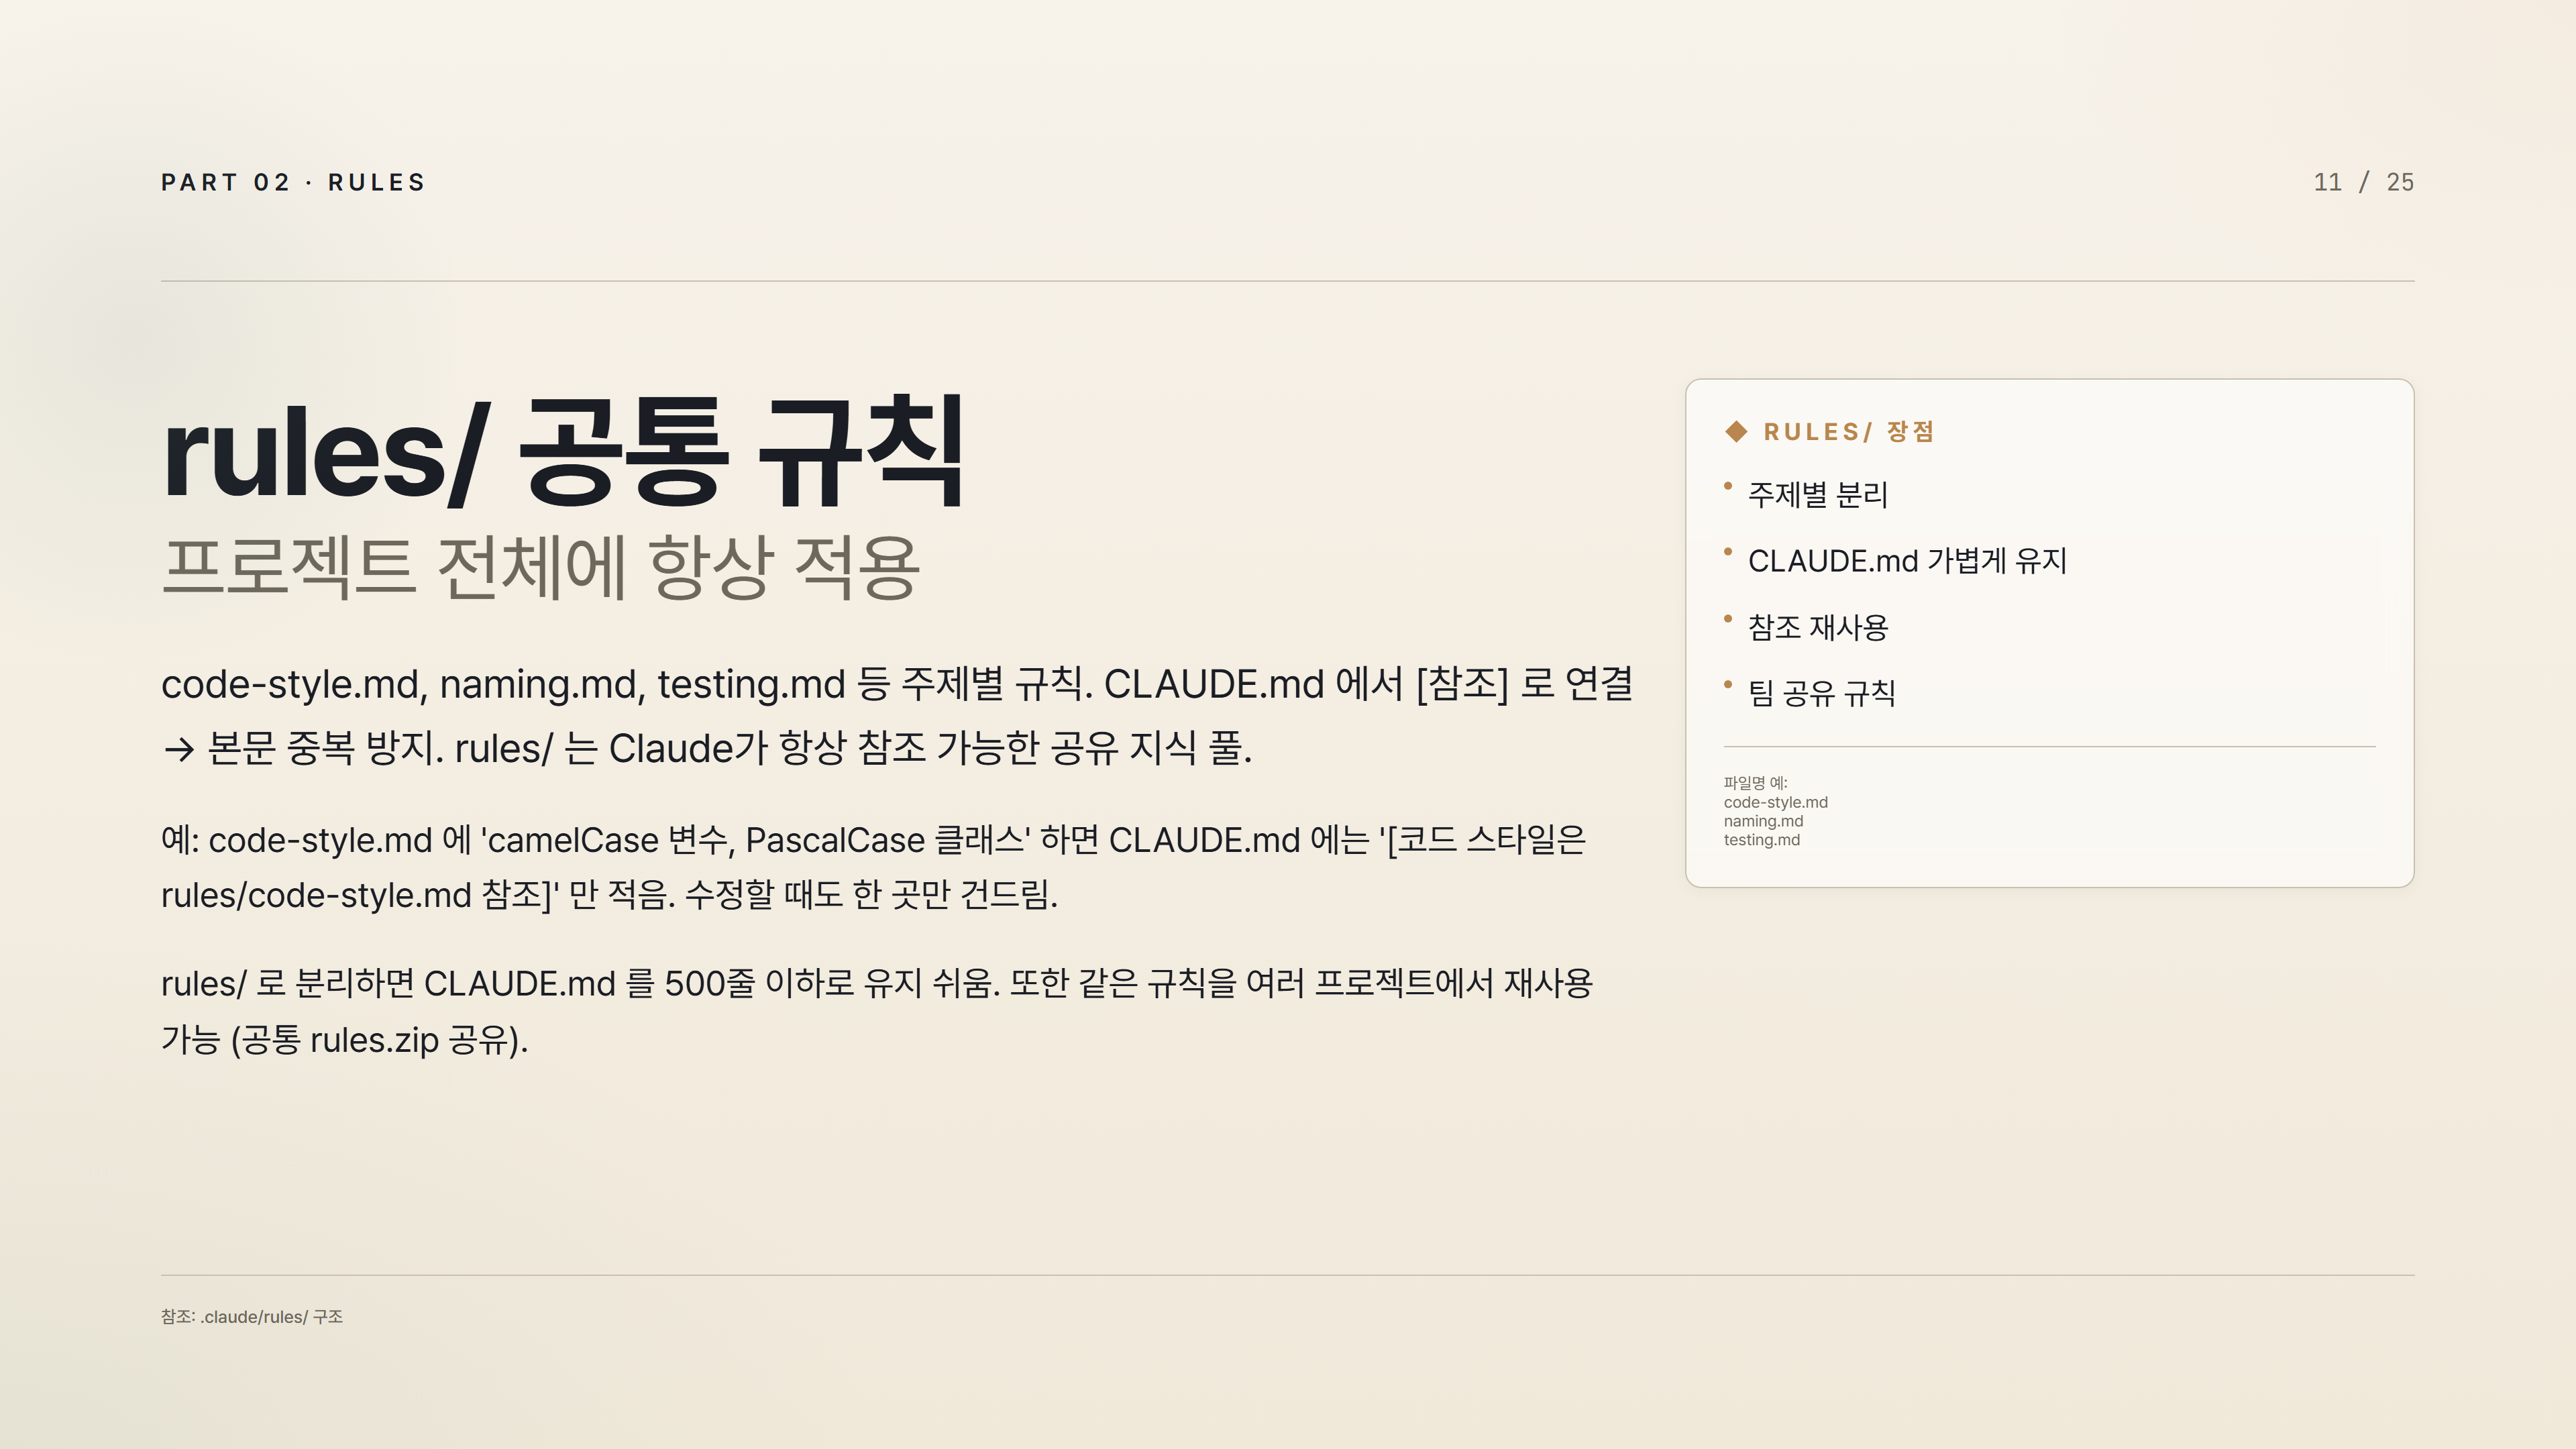 PART 02 · RULES
11 / 25
rules/ 공통 규칙
프로젝트 전체에 항상 적용
code-style.md, naming.md, testing.md 등 주제별 규칙. CLAUDE.md 에서 [참조] 로 연결
→ 본문 중복 방지. rules/ 는 Claude가 항상 참조 가능한 공유 지식 풀.
예: code-style.md 에 'camelCase 변수, PascalCase 클래스' 하면 CLAUDE.md 에는 '[코드 스타일은
rules/code-style.md 참조]' 만 적음. 수정할 때도 한 곳만 건드림.
rules/ 로 분리하면 CLAUDE.md 를 500줄 이하로 유지 쉬움. 또한 같은 규칙을 여러 프로젝트에서 재사용
가능 (공통 rules.zip 공유).
◆ RULES/ 장점
• 주제별 분리
• CLAUDE.md 가볍게 유지
• 참조 재사용
• 팀 공유 규칙
파일명 예:
code-style.md
naming.md
testing.md
참조: .claude/rules/ 구조